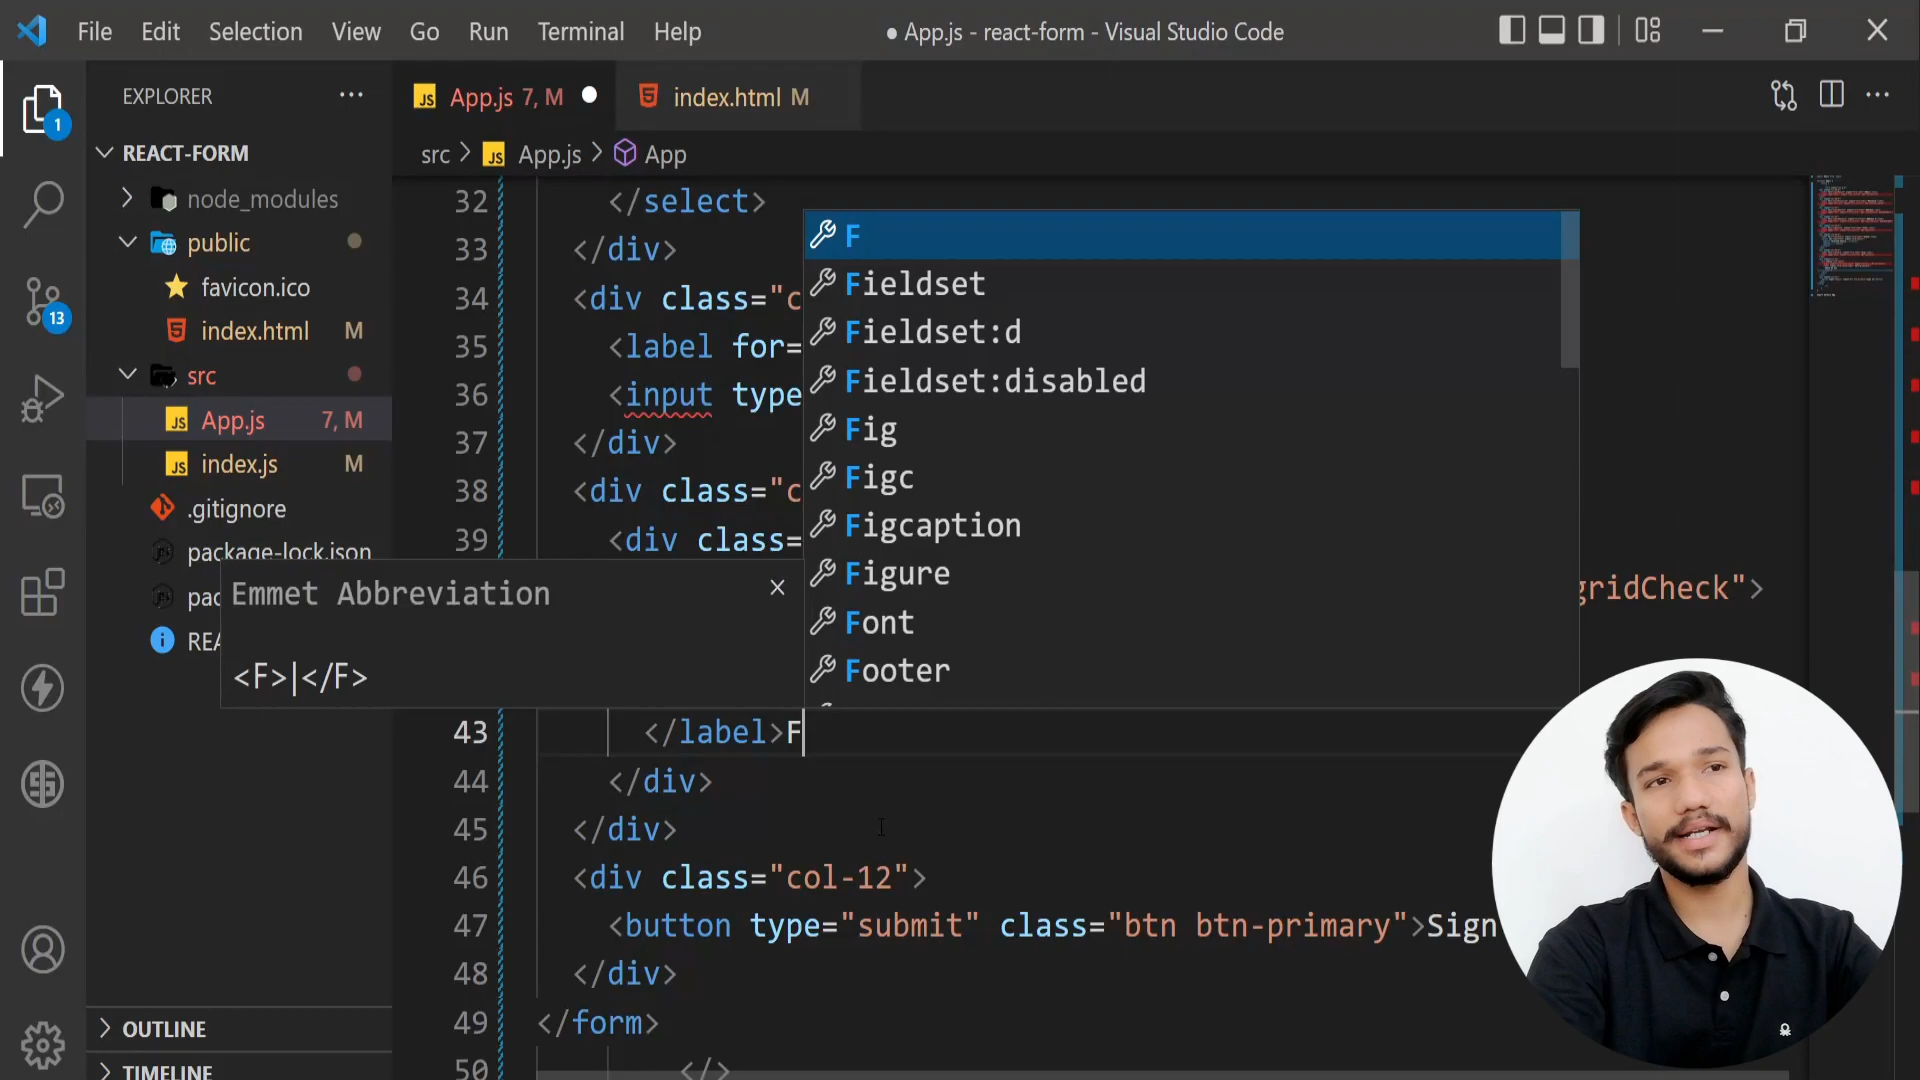 File Edit Selection View Go Run Terminal Help
● App.js - react-form - Visual Studio Code
EXPLORER
App.js 7, M
index.html M
src > App.js > App
1
13
REACT-FORM
node_modules
public
favicon.ico
index.html M
src
App.js 7, M
index.js M
.gitignore
package-lock.json
pac
REA
OUTLINE
TIMELINE
32 </select>
33 </div>
34 <div class="c
35 <label for=
36 <input type
37 </div>
38 <div class="c
39 <div class=
gridCheck">
43 </label>F
44 </div>
45 </div>
46 <div class="col-12">
47 <button type="submit" class="btn btn-primary">Sign
48 </div>
49 </form>
50 </>
F
Fieldset
Fieldset:d
Fieldset:disabled
Fig
Figc
Figcaption
Figure
Font
Footer
Emmet Abbreviation
<F>|</F>